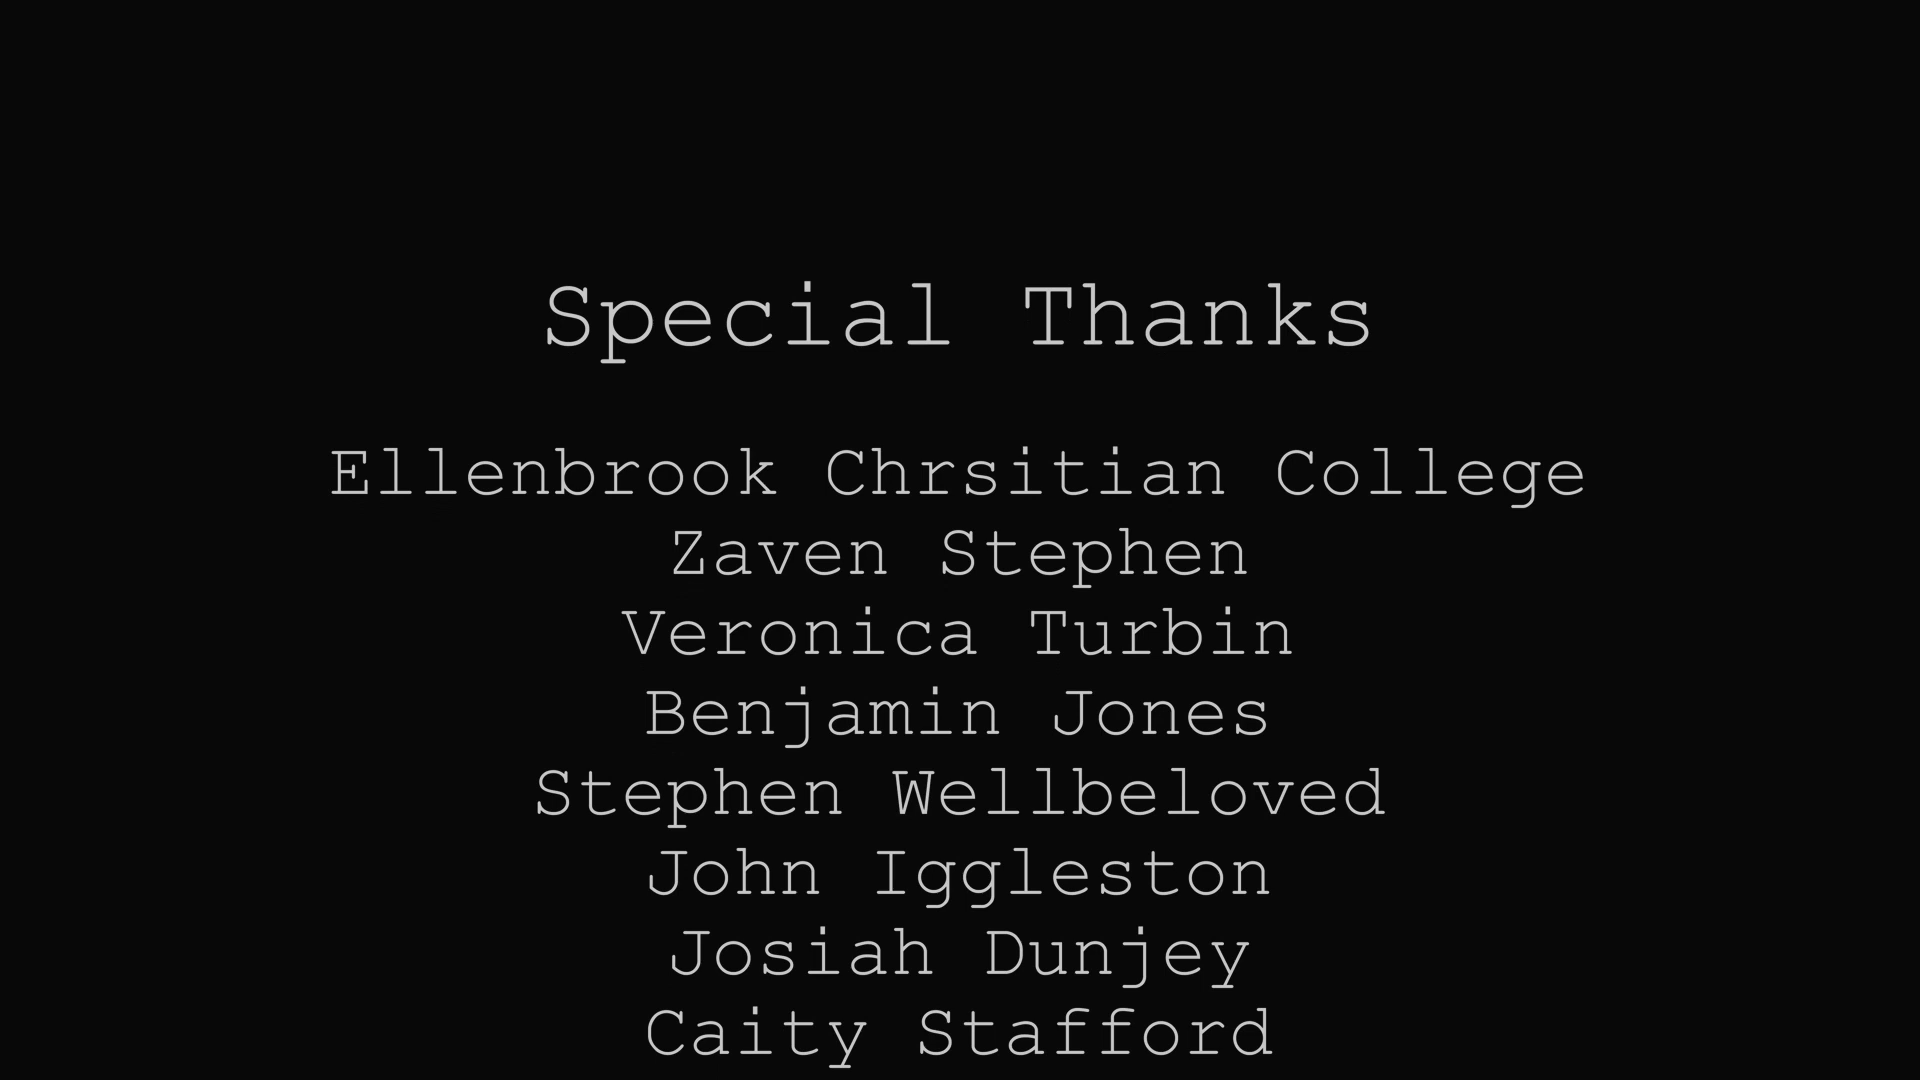 Special Thanks
Ellenbrook Chrsitian College
Zaven Stephen
Veronica Turbin
Benjamin Jones
Stephen Wellbeloved
John Iggleston
Josiah Dunjey
Caity Stafford